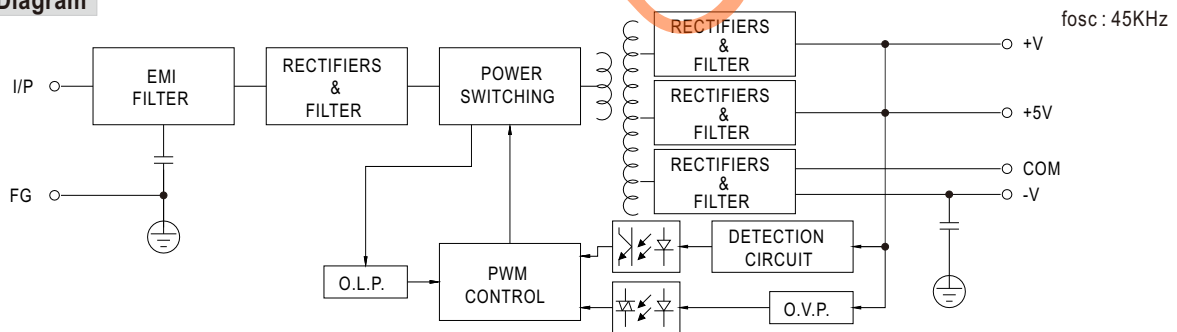 Diagram
fosc : 45KHz
RECTIFIERS
&
FILTER
+V
I/P
EMI
FILTER
RECTIFIERS
&
FILTER
POWER
SWITCHING
RECTIFIERS
&
FILTER
+5V
RECTIFIERS
&
FILTER
COM
-V
FG
DETECTION
CIRCUIT
O.L.P.
PWM
CONTROL
O.V.P.